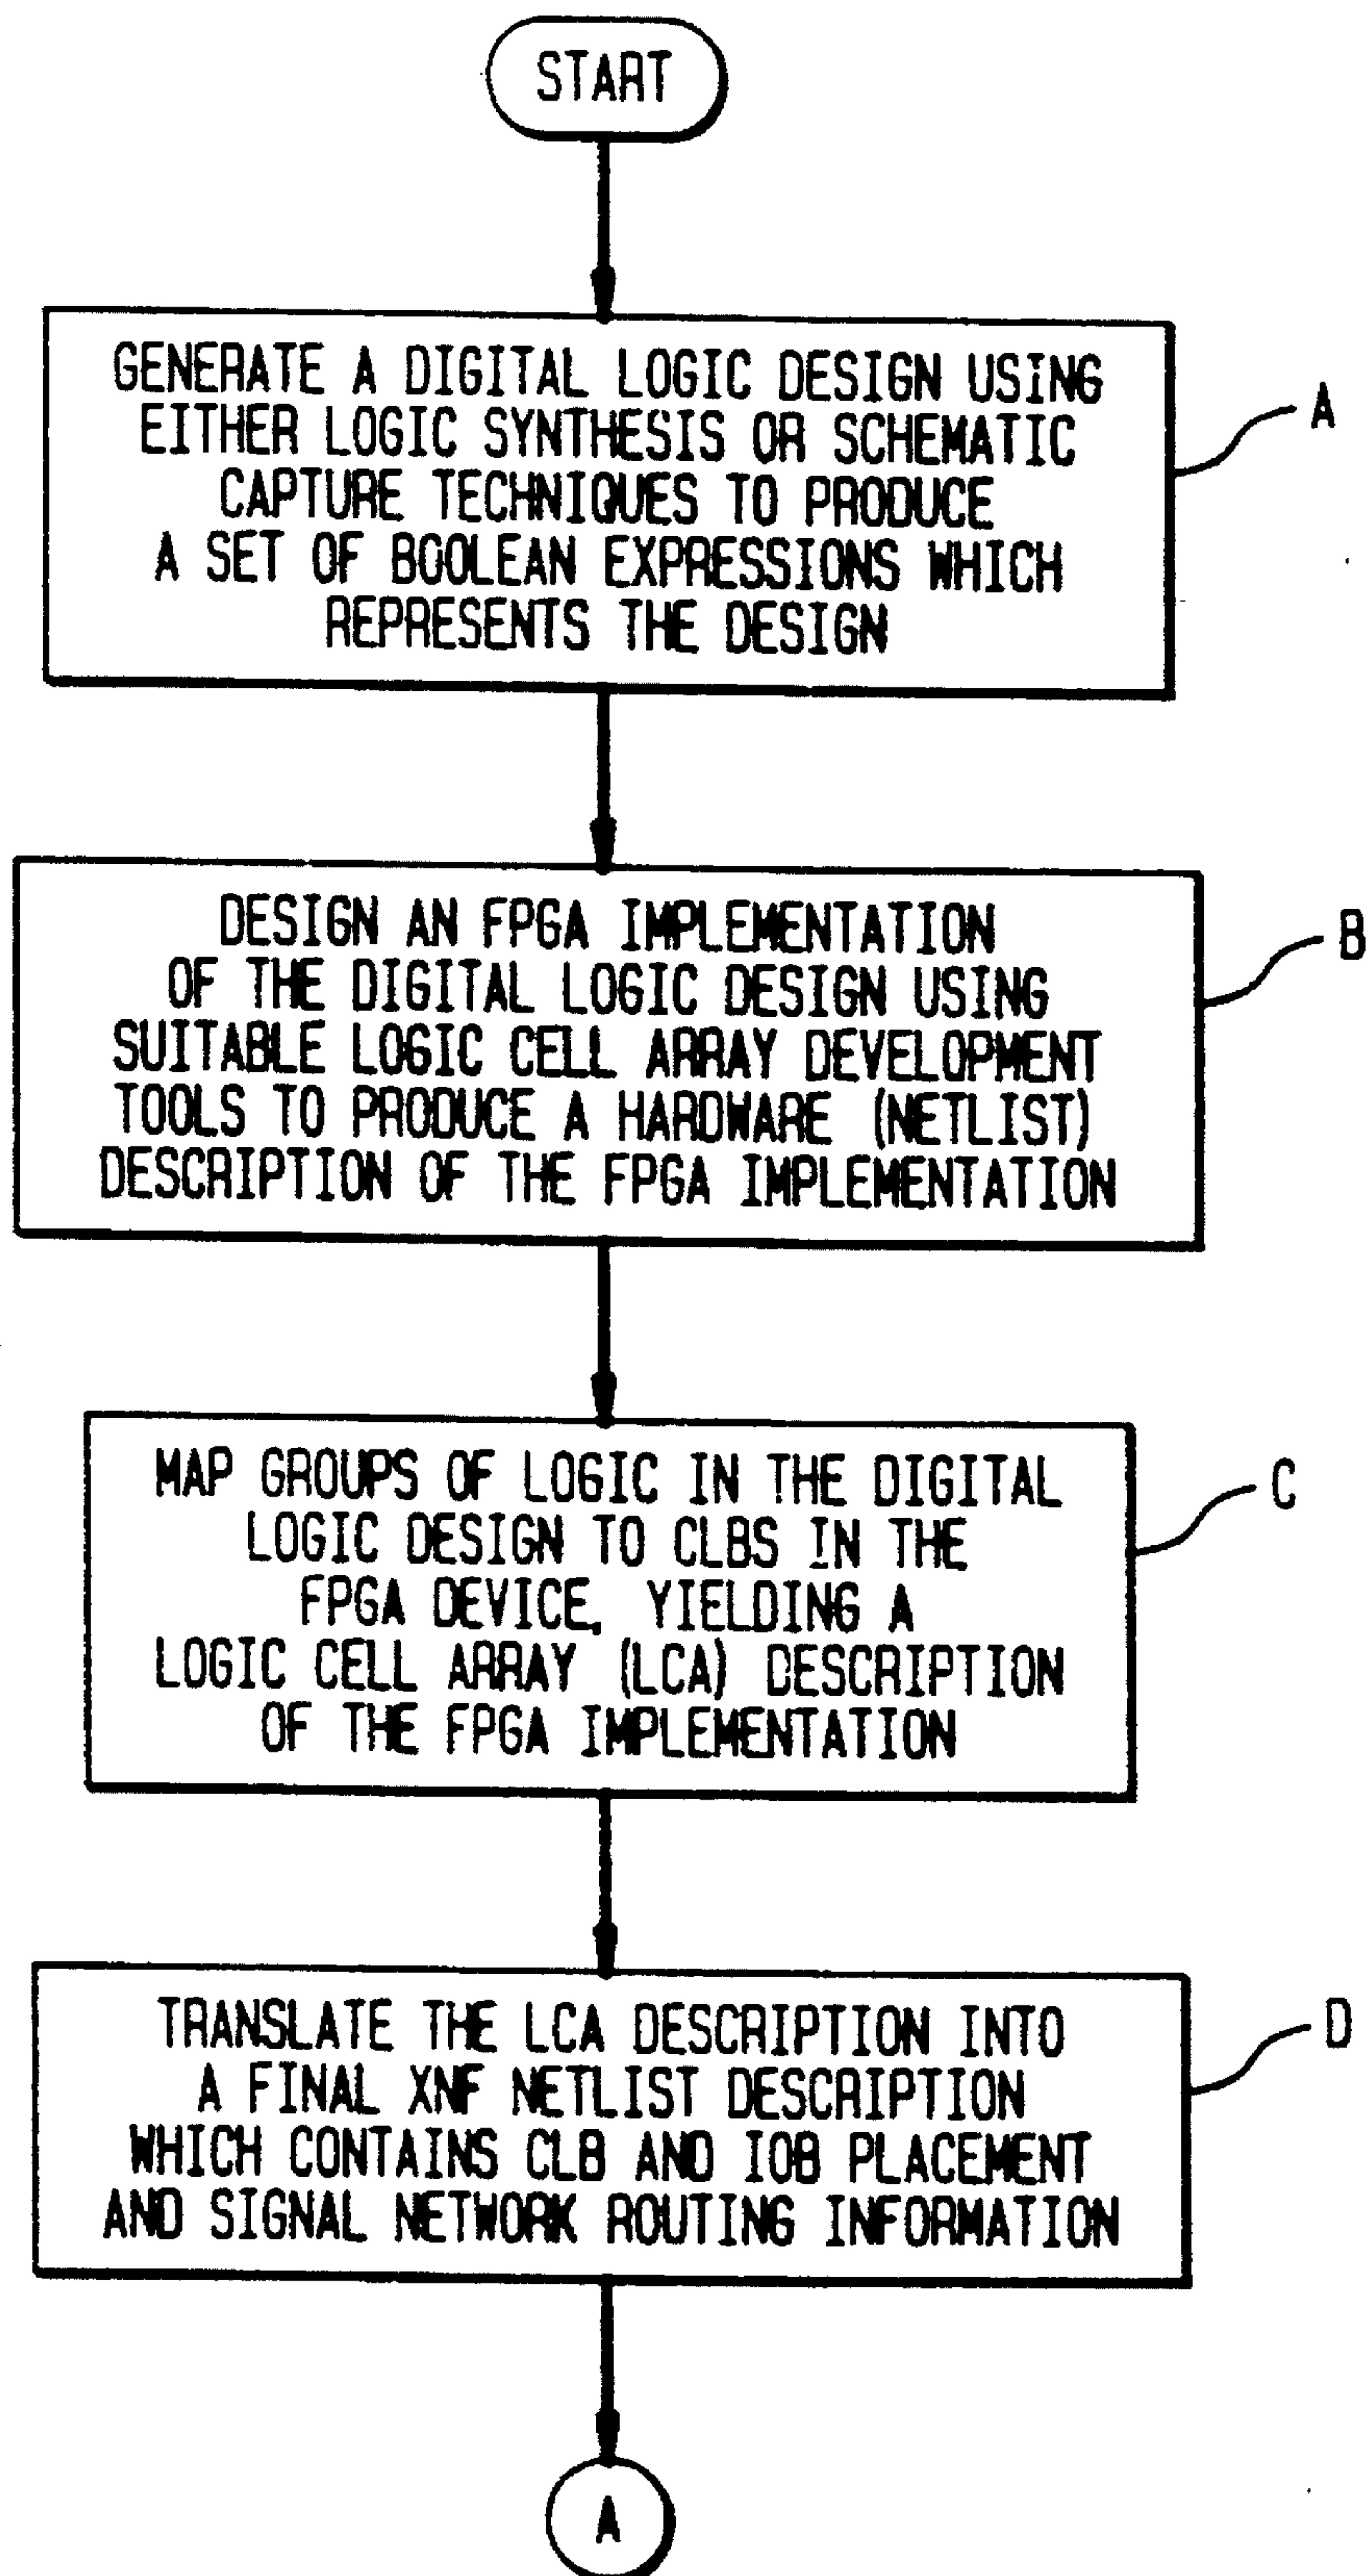 START
GENERATE A DIGITAL LOGIC DESIGN USING
EITHER LOGIC SYNTHESIS OR SCHEMATIC
CAPTURE TECHNIQUES TO PRODUCE
A SET OF BOOLEAN EXPRESSIONS WHICH
REPRESENTS THE DESIGN
A
DESIGN AN FPGA IMPLEMENTATION
OF THE DIGITAL LOGIC DESIGN USING
SUITABLE LOGIC CELL ARRAY DEVELOPMENT
TOOLS TO PRODUCE A HARDWARE (NETLIST)
DESCRIPTION OF THE FPGA IMPLEMENTATION
B
MAP GROUPS OF LOGIC IN THE DIGITAL
LOGIC DESIGN TO CLBS IN THE
FPGA DEVICE, YIELDING A
LOGIC CELL ARRAY (LCA) DESCRIPTION
OF THE FPGA IMPLEMENTATION
C
TRANSLATE THE LCA DESCRIPTION INTO
A FINAL XNF NETLIST DESCRIPTION
WHICH CONTAINS CLB AND IOB PLACEMENT
AND SIGNAL NETWORK ROUTING INFORMATION
D
A